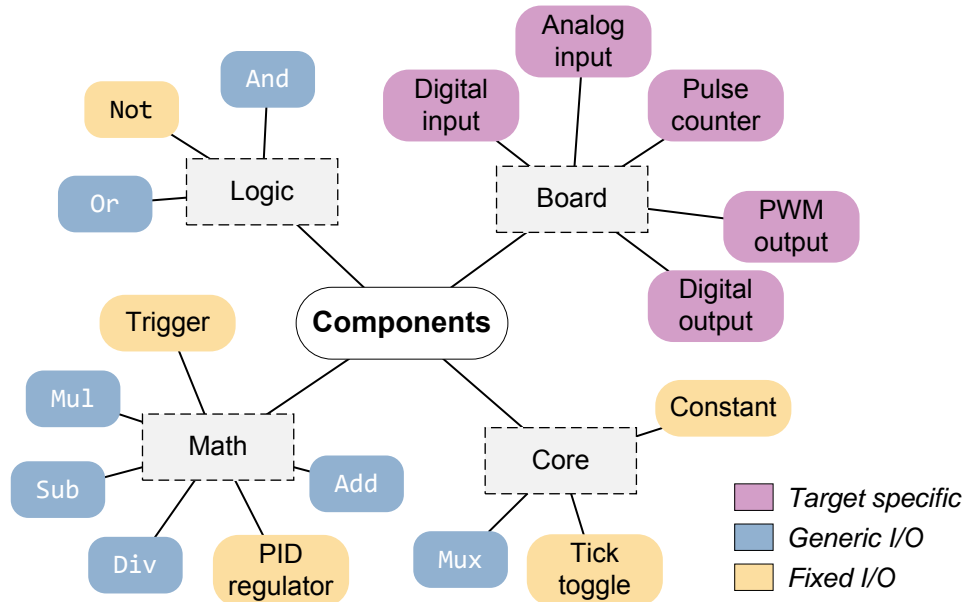 Analog
input
And
Digital
input
Pulse
counter
Not
Logic
Board
Or
PWM
output
Digital
output
Components
Trigger
Mul
Constant
Math
Core
Sub
Add
Target specific
Generic I/O
Div
PID
regulator
Mux
Tick
toggle
Fixed I/O